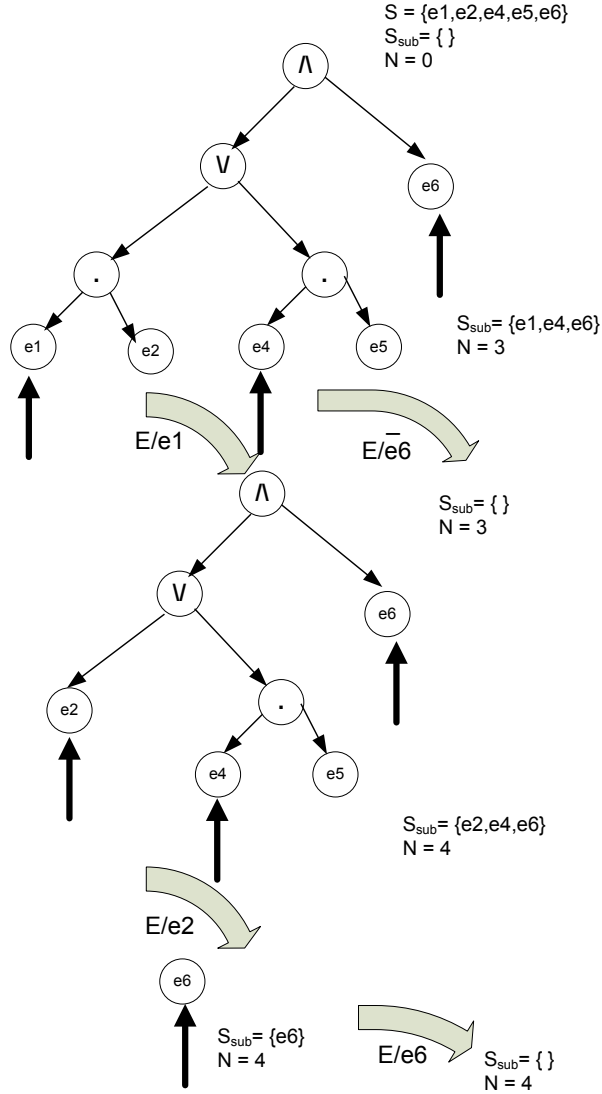 S = {e1,e2,e4,e5,e6}
Ssub= { }
N = 0
/\
\/
e6
.
.
e1
e2
e4
e5
Ssub= {e1,e4,e6}
N = 3
E/e1
E/e̅6
/\
Ssub= { }
N = 3
\/
e6
e2
.
e4
e5
Ssub= {e2,e4,e6}
N = 4
E/e2
e6
Ssub= {e6}
N = 4
E/e6
Ssub= { }
N = 4